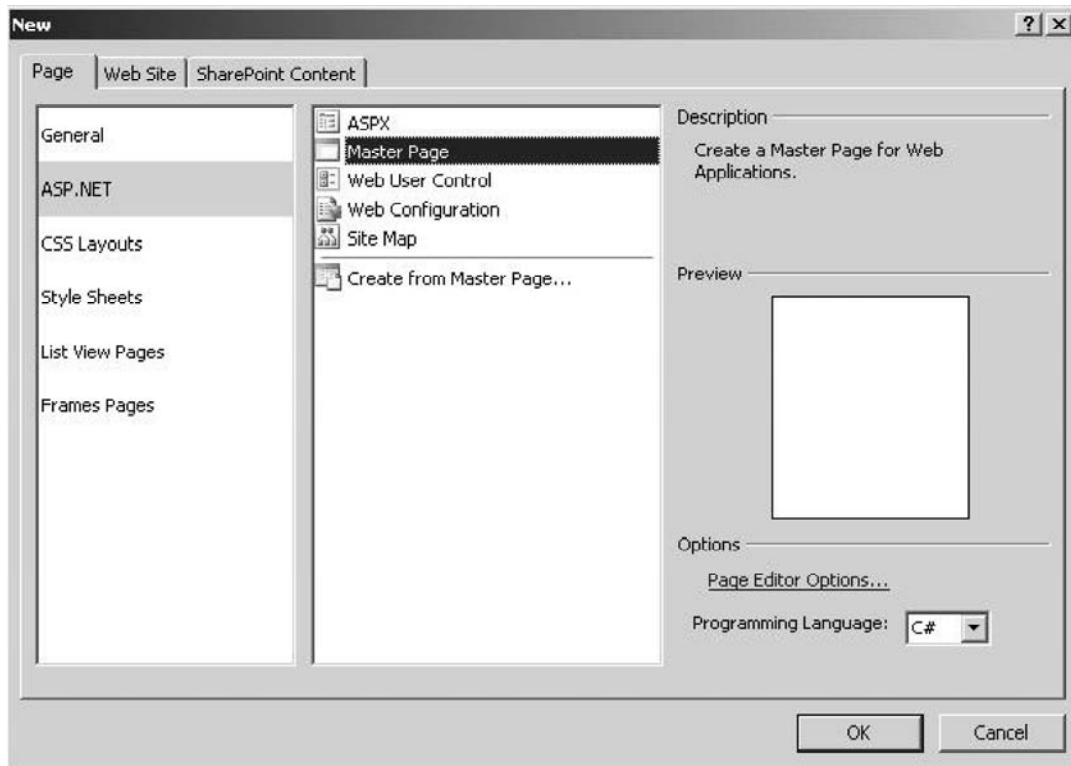 New
Page
Web Site
SharePoint Content
General
ASP.NET
CSS Layouts
Style Sheets
List View Pages
Frames Pages
ASPX
Master Page
Web User Control
Web Configuration
Site Map
Create from Master Page...
Description
Create a Master Page for Web
Applications.
Preview
Options
Page Editor Options...
Programming Language: C#
OK
Cancel